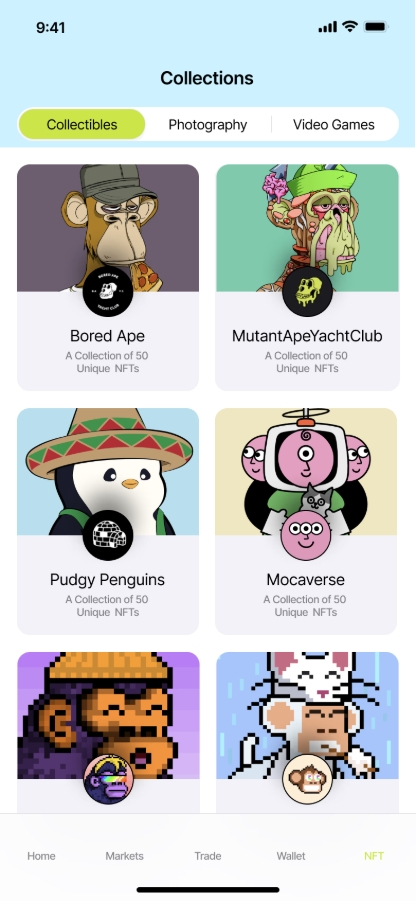 9:41
Collections
Collectibles
Photography
Video Games
BORED APE
YACHT CLUB
Bored Ape
A Collection of 50
Unique NFTs
MutantApeYachtClub
A Collection of 50
Unique NFTs
Pudgy Penguins
A Collection of 50
Unique NFTs
Mocaverse
A Collection of 50
Unique NFTs
Home
Markets
Trade
Wallet
NFT